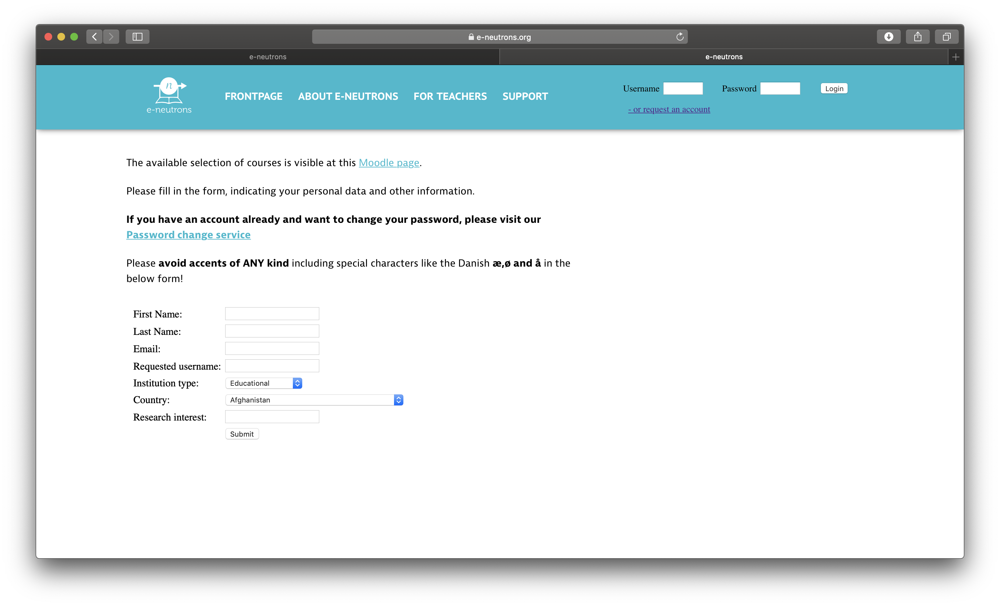 e-neutrons.org
e-neutrons
e-neutrons
n
e-neutrons
FRONTPAGE ABOUT E-NEUTRONS FOR TEACHERS SUPPORT
Username Password Login
- or request an account
The available selection of courses is visible at this Moodle page.
Please fill in the form, indicating your personal data and other information.
If you have an account already and want to change your password, please visit our
Password change service
Please avoid accents of ANY kind including special characters like the Danish æ,ø and å in the
below form!
First Name:
Last Name:
Email:
Requested username:
Institution type: Educational
Country: Afghanistan
Research interest:
Submit